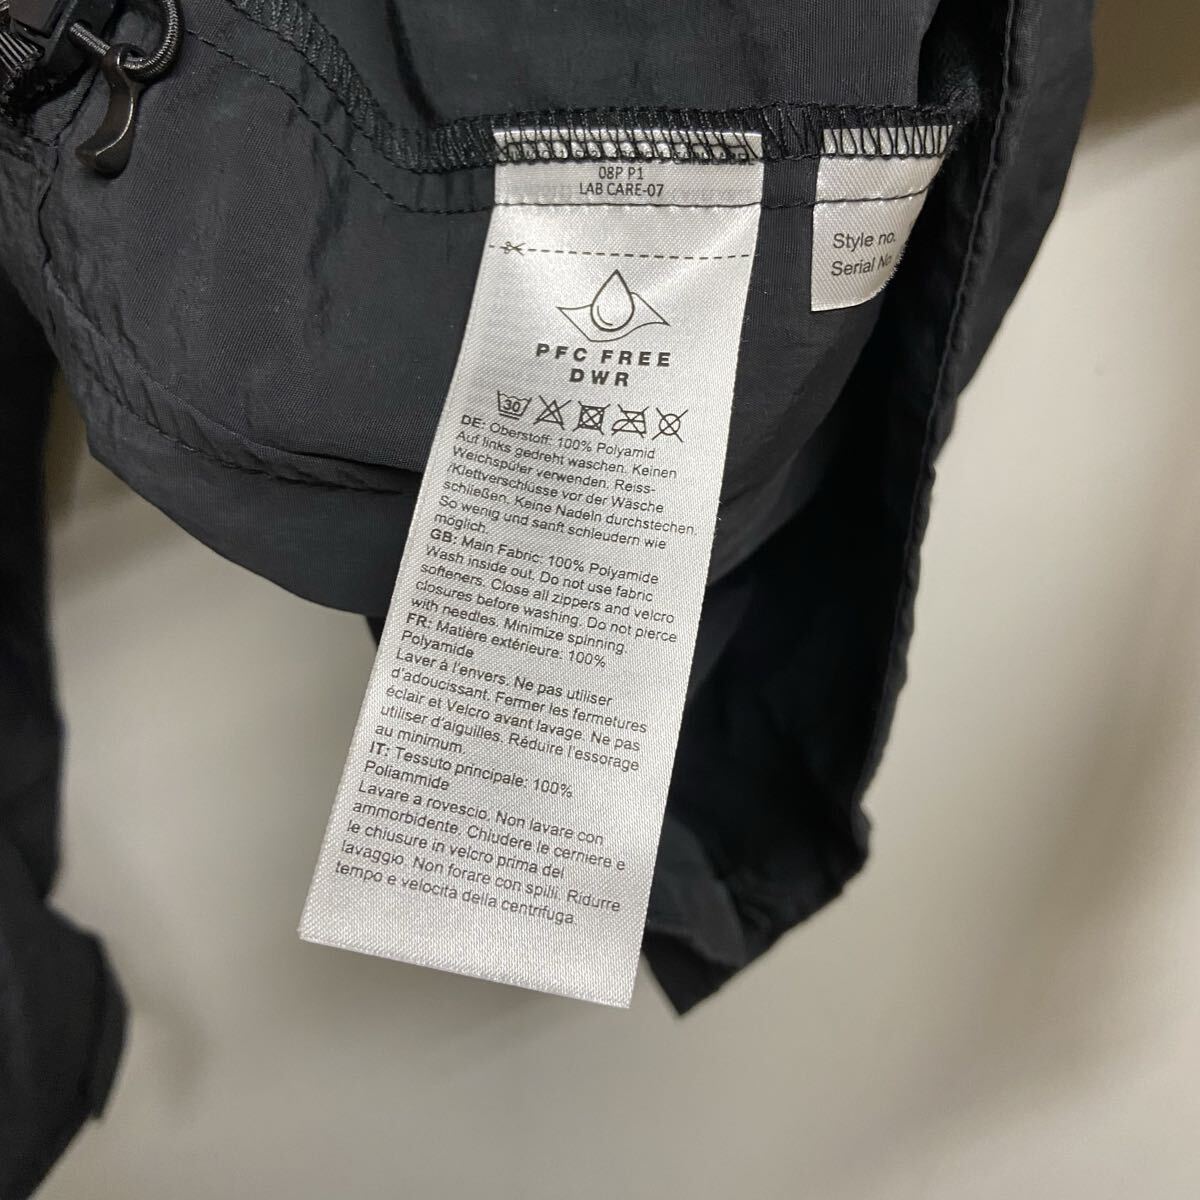 08P P1
LAB CARE-07
Style no.
Serial No
PFC FREE
DWR
30
DE: Oberstoff: 100% Polyamid
Auf links gedreht waschen. Keinen
Weichspüler verwenden. Reiss-
/Klettverschlüsse vor der Wäsche
schließen. Keine Nadeln durchstechen.
So wenig und sanft schleudern wie
möglich.
GB: Main Fabric: 100% Polyamide
Wash inside out. Do not use fabric
softeners. Close all zippers and velcro
closures before washing. Do not pierce
with needles. Minimize spinning.
FR: Matière extérieure: 100%
Polyamide
Laver à l'envers. Ne pas utiliser
d'adoucissant. Fermer les fermetures
éclair et Velcro avant lavage. Ne pas
utiliser d'aiguilles. Réduire l'essorage
au minimum.
IT: Tessuto principale: 100%
Poliammide
Lavare a rovescio. Non lavare con
ammorbidente. Chiudere le cerniere e
le chiusure in velcro prima del
lavaggio. Non forare con spilli. Ridurre
tempo e velocità della centrifuga.